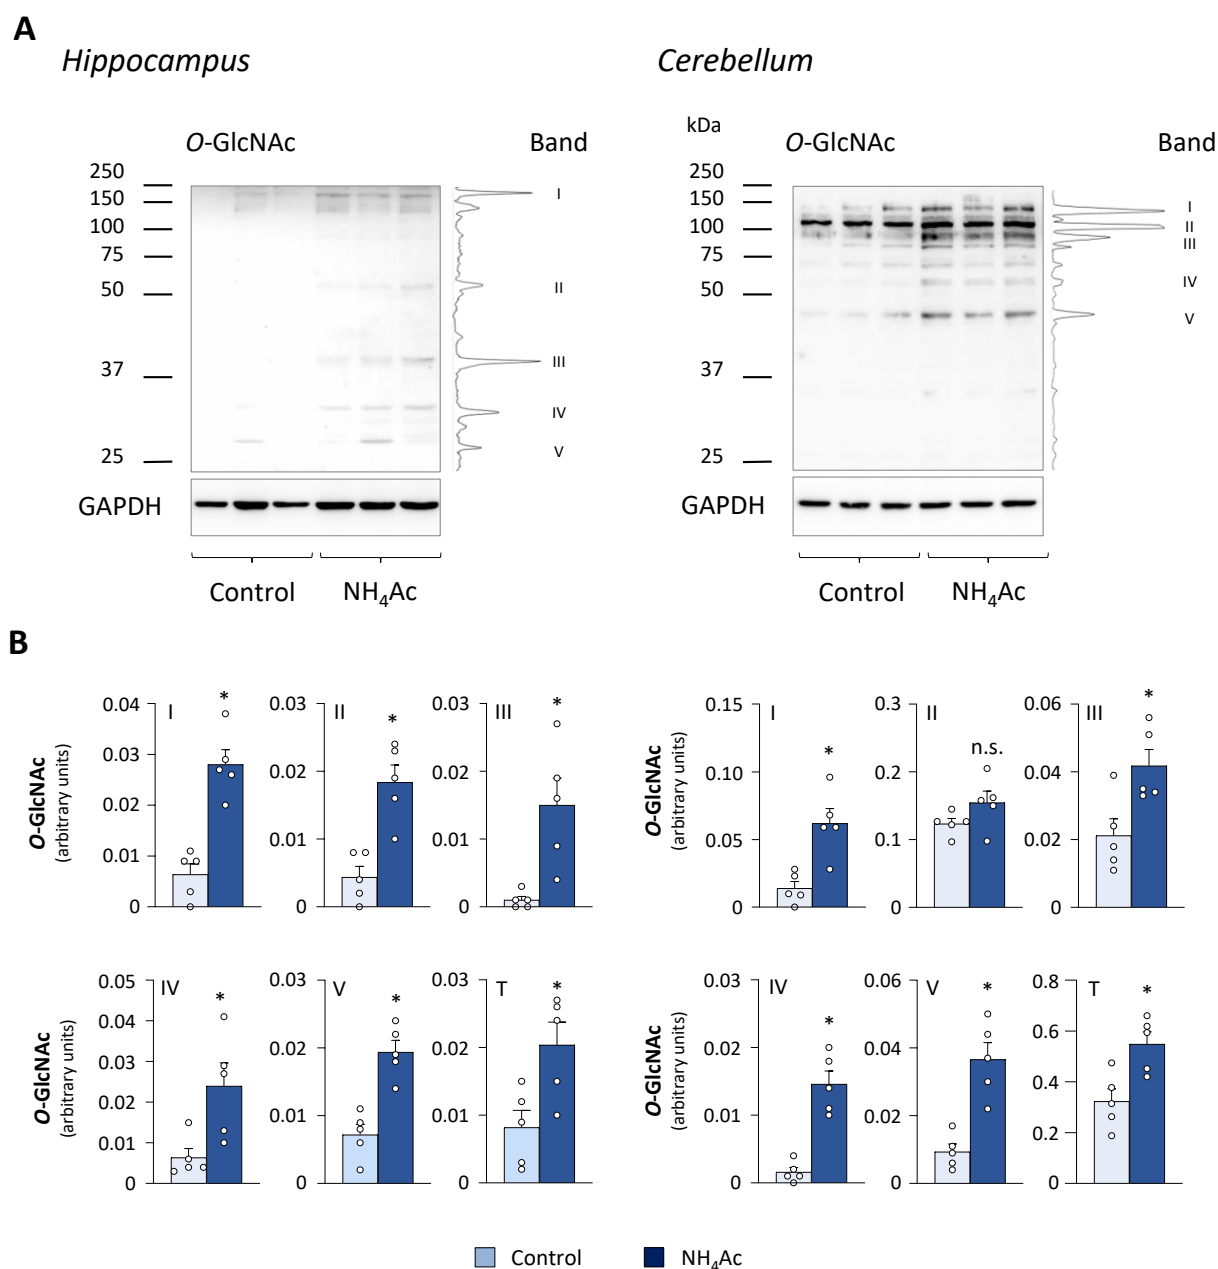 A
Hippocampus
Cerebellum
O-GlcNAc
Band
250
150
100
75
50
37
25
I
II
III
IV
V
GAPDH
Control
NH₄Ac
kDa
O-GlcNAc
Band
250
150
100
75
50
37
25
I
II
III
IV
V
GAPDH
Control
NH₄Ac
B
O-GlcNAc
(arbitrary units)
0.04
0.03
0.02
0.01
0
I
*
0.03
0.02
0.01
0
II
*
0.03
0.02
0.01
0
III
*
O-GlcNAc
(arbitrary units)
0.15
0.10
0.05
0
I
*
0.3
0.2
0.1
0
II
n.s.
0.06
0.04
0.02
0
III
*
O-GlcNAc
(arbitrary units)
0.05
0.04
0.03
0.02
0.01
0
IV
*
0.03
0.02
0.01
0
V
*
0.03
0.02
0.01
0
T
*
O-GlcNAc
(arbitrary units)
0.03
0.02
0.01
0
IV
*
0.06
0.04
0.02
0
V
*
0.8
0.6
0.4
0.2
0
T
*
Control
NH₄Ac